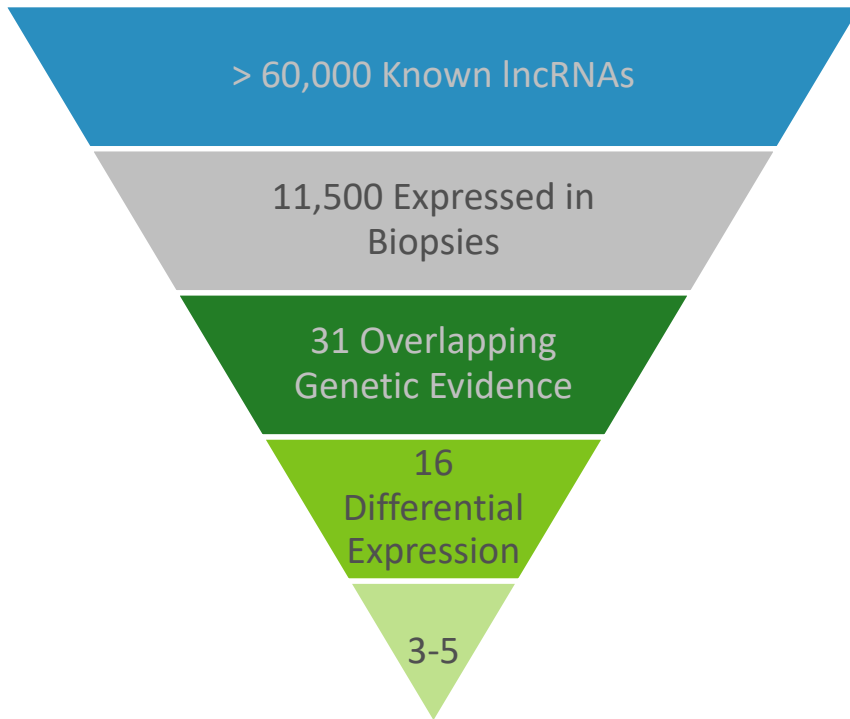 > 60,000 Known lncRNAs
11,500 Expressed in
Biopsies
31 Overlapping
Genetic Evidence
16
Differential
Expression
3-5